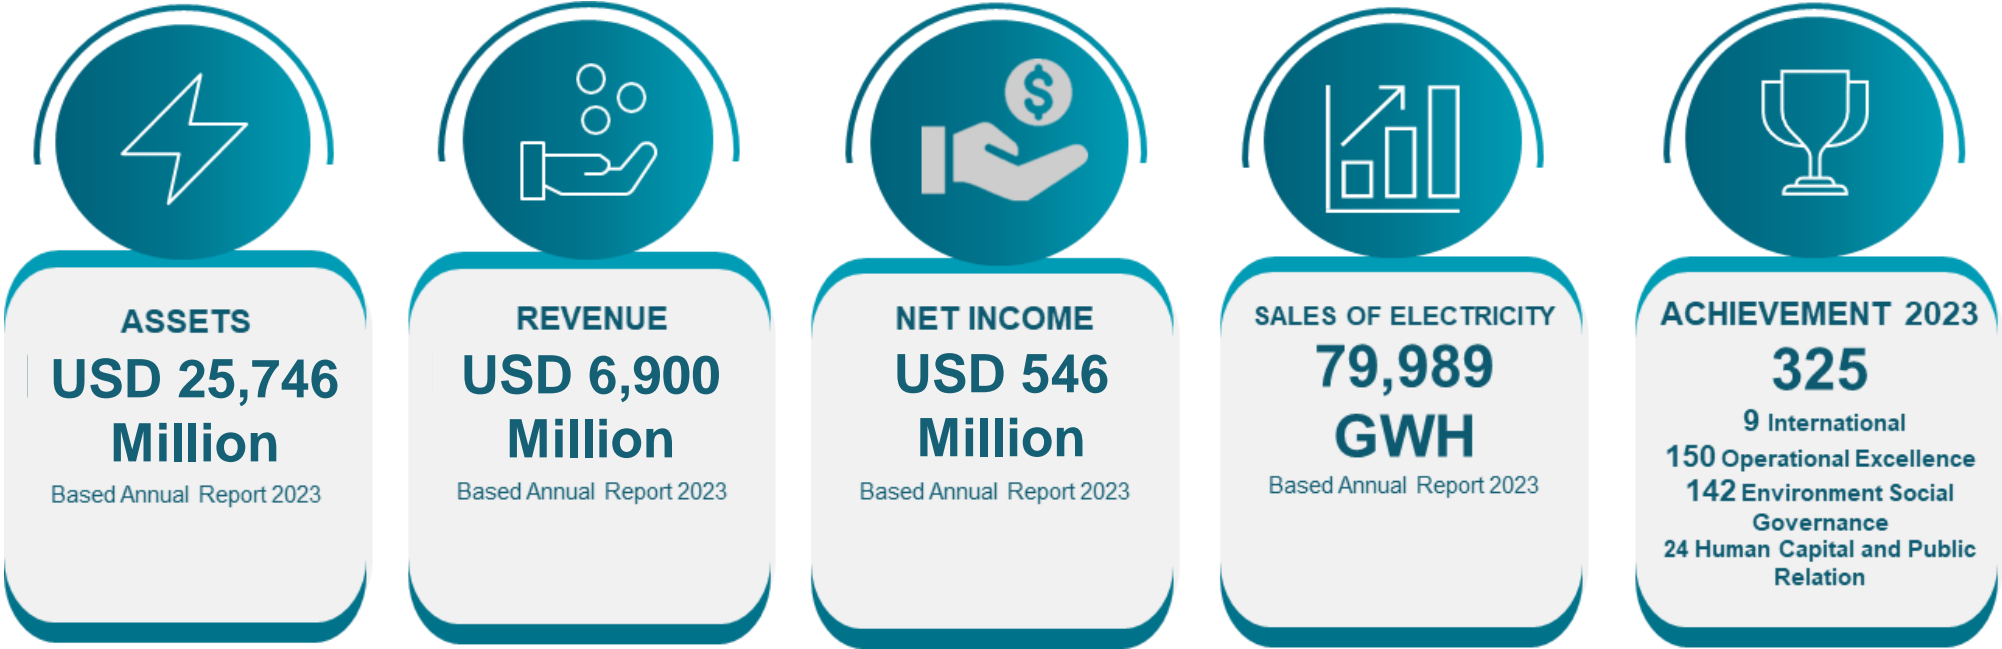 ASSETS
USD 25,746
Million
Based Annual Report 2023
REVENUE
USD 6,900
Million
Based Annual Report 2023
NET INCOME
USD 546
Million
Based Annual Report 2023
SALES OF ELECTRICITY
79,989
GWH
Based Annual Report 2023
ACHIEVEMENT 2023
325
9 International
150 Operational Excellence
142 Environment Social
Governance
24 Human Capital and Public
Relation